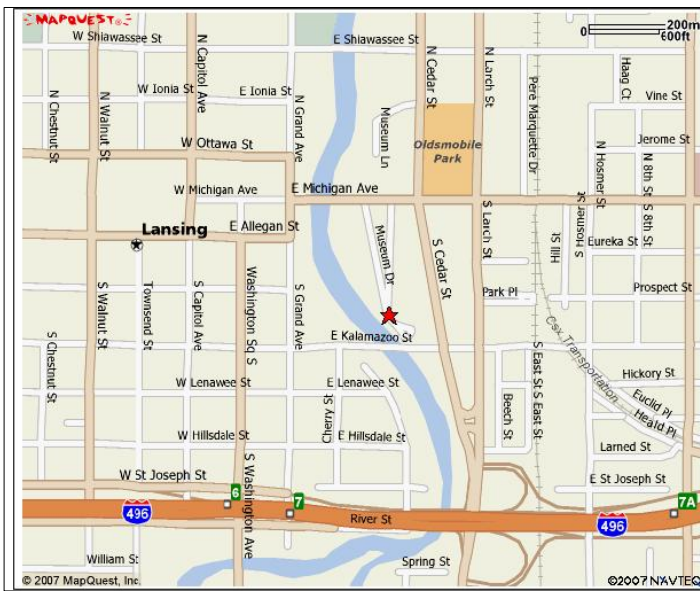 MAPQUEST
200m
600ft
0
W Shiawassee St
E Shiawassee St
N Capitol Ave
N Cedar St
N Larch St
Haag Ct
W Ionia St
E Ionia St
Vine St
N Chestnut St
N Walnut St
N Grand Ave
Museum Ln
Pere Marquette Dr
W Ottawa St
Oldsmobile
Park
Jerome St
N Hosmer St
N 8th St
W Michigan Ave
E Michigan Ave
S 8th St
Lansing
E Allegan St
S Larch St
S Hosmer St
Hill St
Eureka St
Museum Dr
S Cedar St
S Walnut St
Townsend St
S Capitol Ave
Washington Sq S
S Grand Ave
Park Pl
Prospect St
Csx Transportation
S Chestnut St
E Kalamazoo St
S East St
S East St
Hickory St
W Lenawee St
E Lenawee St
Cherry St
Beech St
Euclid Pl
Heald Pl
W Hillsdale St
E Hillsdale St
Larned St
W St Joseph St
S Washington Ave
E St Joseph St
6
7
7A
496
River St
496
William St
Spring St
© 2007 MapQuest, Inc.
©2007 NAVTEQ